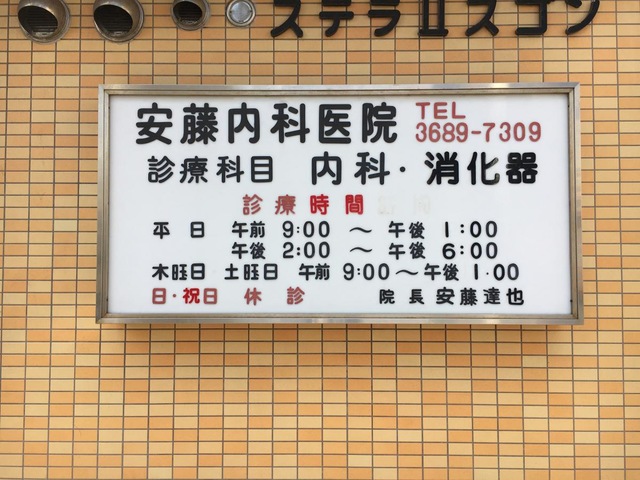 ステラⅡスゴン
安藤内科医院 TEL 3689-7309
診療科目 内科・消化器
診療時間
平日 午前 9:00 ～ 午後 1:00
午後 2:00 ～ 午後 6:00
木曜日 土曜日 午前 9:00～午後 1・00
日・祝日 休診 院長 安藤達也